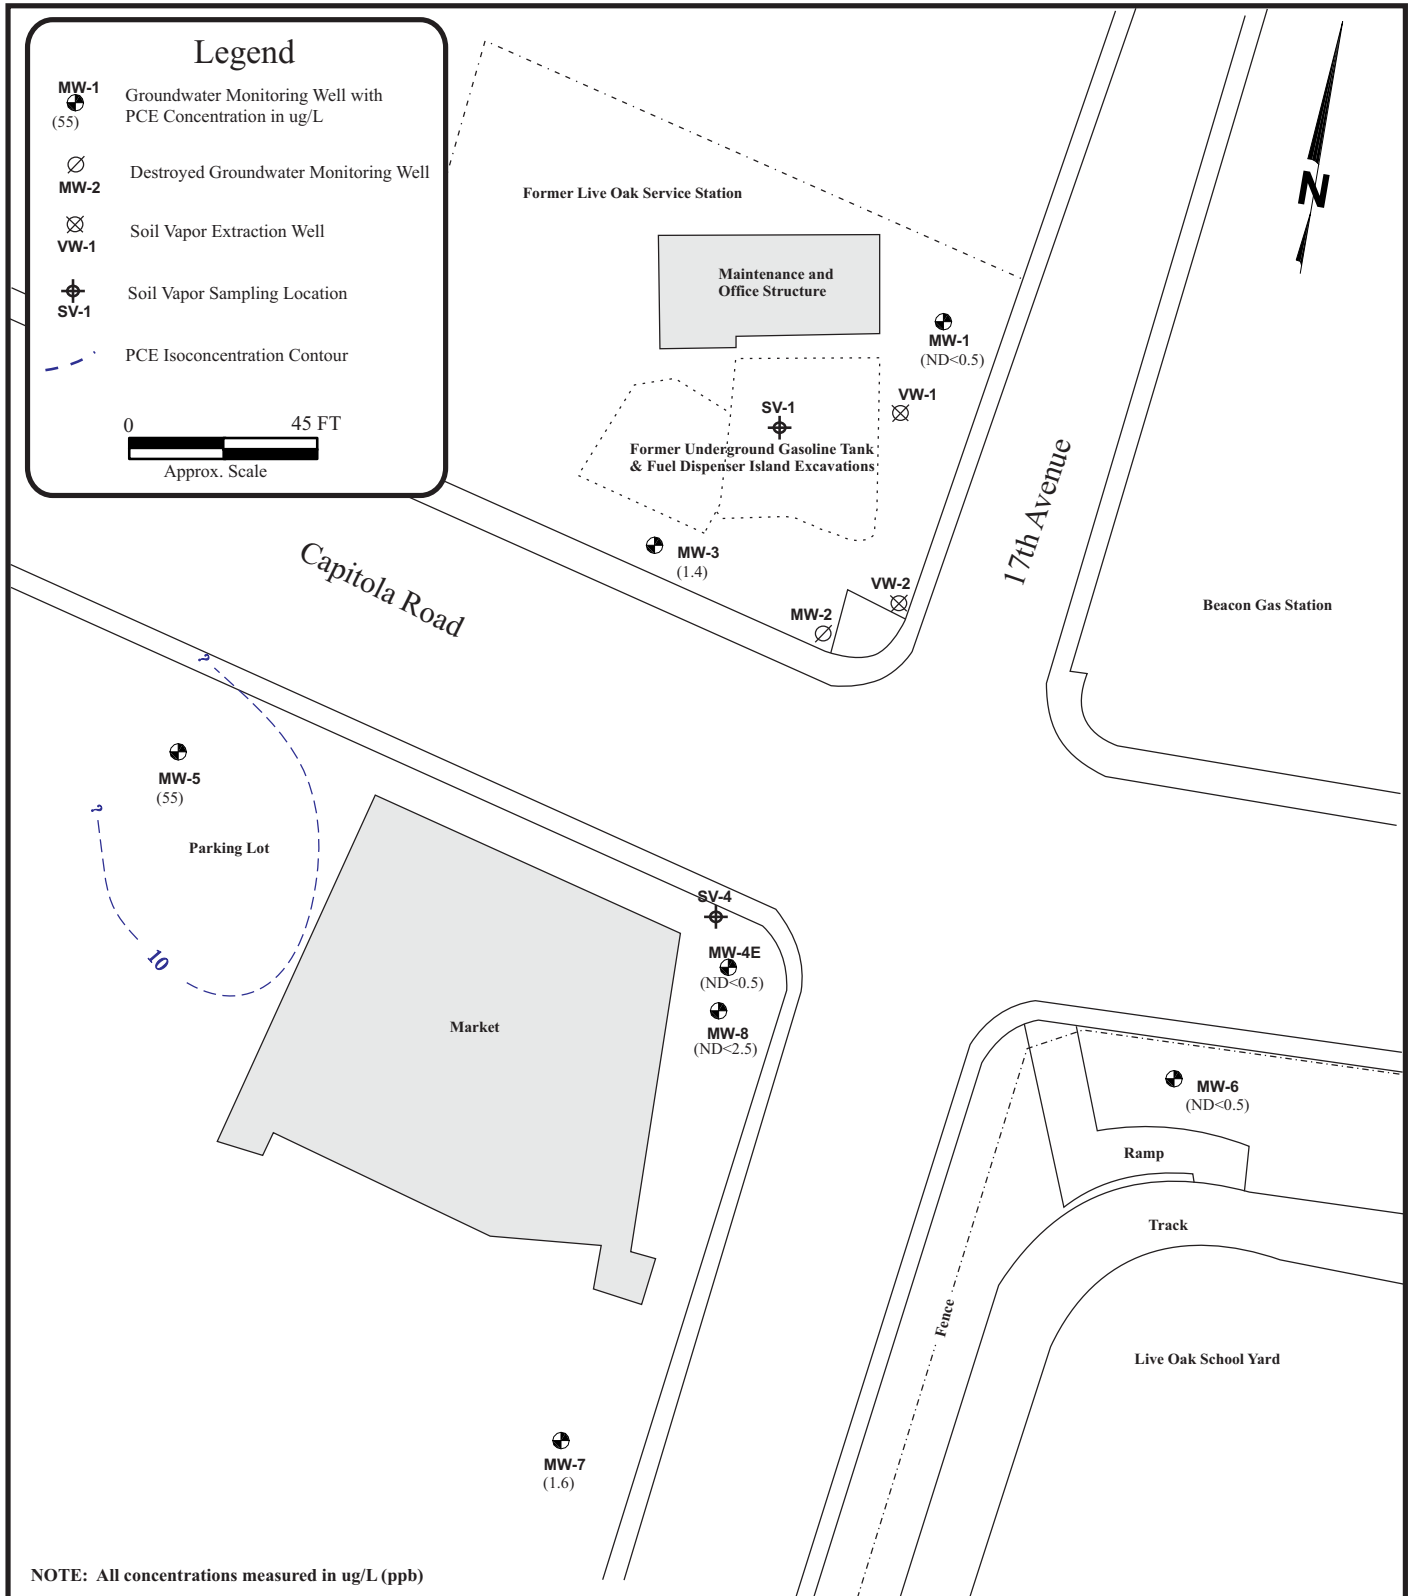 Legend
MW-1
(55)
Groundwater Monitoring Well with
PCE Concentration in ug/L
MW-2
Destroyed Groundwater Monitoring Well
VW-1
Soil Vapor Extraction Well
SV-1
Soil Vapor Sampling Location
PCE Isoconcentration Contour
0 45 FT
Approx. Scale
N
Former Live Oak Service Station
Maintenance and
Office Structure
MW-1
(ND<0.5)
VW-1
SV-1
Former Underground Gasoline Tank
& Fuel Dispenser Island Excavations
17th Avenue
MW-3
(1.4)
Capitola Road
VW-2
MW-2
Beacon Gas Station
?
MW-5
(55)
?
Parking Lot
10
SV-4
MW-4E
(ND<0.5)
MW-8
(ND<2.5)
Market
MW-6
(ND<0.5)
Ramp
Track
Fence
Live Oak School Yard
MW-7
(1.6)
NOTE: All concentrations measured in ug/L (ppb)